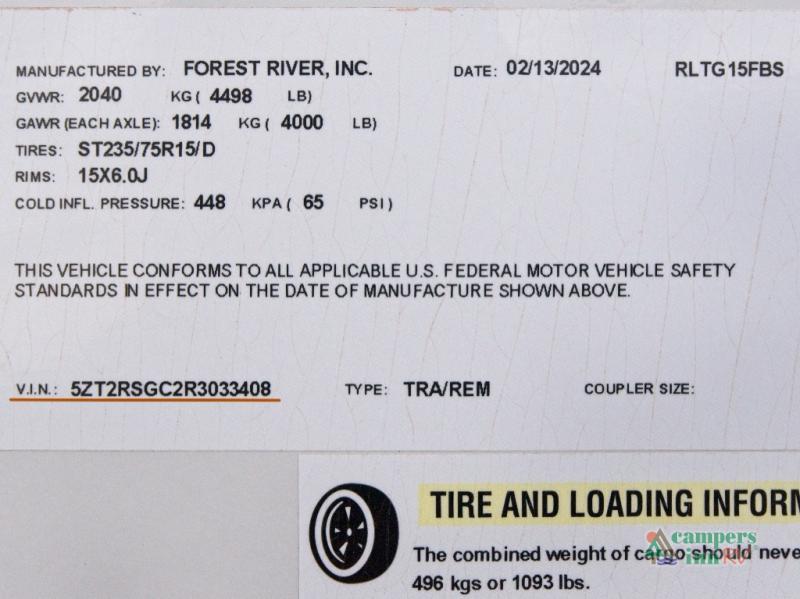 MANUFACTURED BY: FOREST RIVER, INC. DATE: 02/13/2024 RLTG15FBS
GVWR: 2040 KG ( 4498 LB)
GAWR (EACH AXLE): 1814 KG ( 4000 LB)
TIRES: ST235/75R15/D
RIMS: 15X6.0J
COLD INFL. PRESSURE: 448 KPA ( 65 PSI )
THIS VEHICLE CONFORMS TO ALL APPLICABLE U.S. FEDERAL MOTOR VEHICLE SAFETY
STANDARDS IN EFFECT ON THE DATE OF MANUFACTURE SHOWN ABOVE.
V.I.N.: 5ZT2RSGC2R3033408 TYPE: TRA/REM COUPLER SIZE:
TIRE AND LOADING INFORM
The combined weight of cargo should neve
496 kgs or 1093 lbs.
campers
inn RV